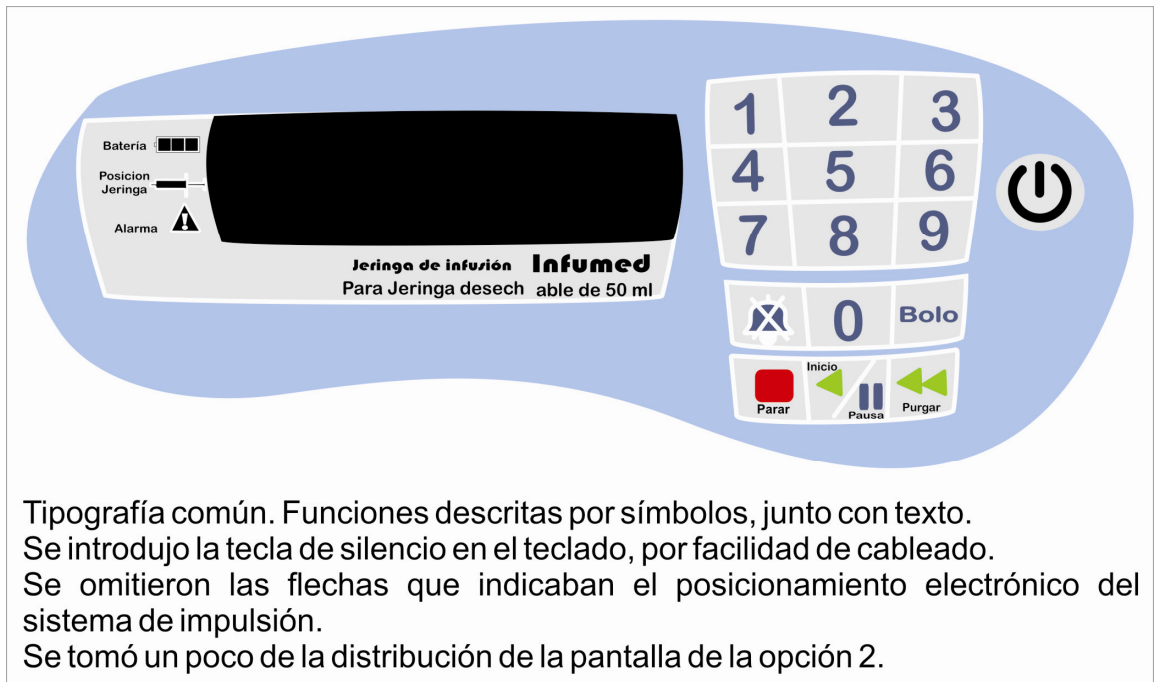 Batería
Posicion
Jeringa
Alarma
Jeringa de infusión Infumed
Para Jeringa desech able de 50 ml
1 2 3
4 5 6
7 8 9
0 Bolo
Inicio
Parar Pausa Purgar
Tipografía común. Funciones descritas por símbolos, junto con texto.
Se introdujo la tecla de silencio en el teclado, por facilidad de cableado.
Se omitieron las flechas que indicaban el posicionamiento electrónico del
sistema de impulsión.
Se tomó un poco de la distribución de la pantalla de la opción 2.